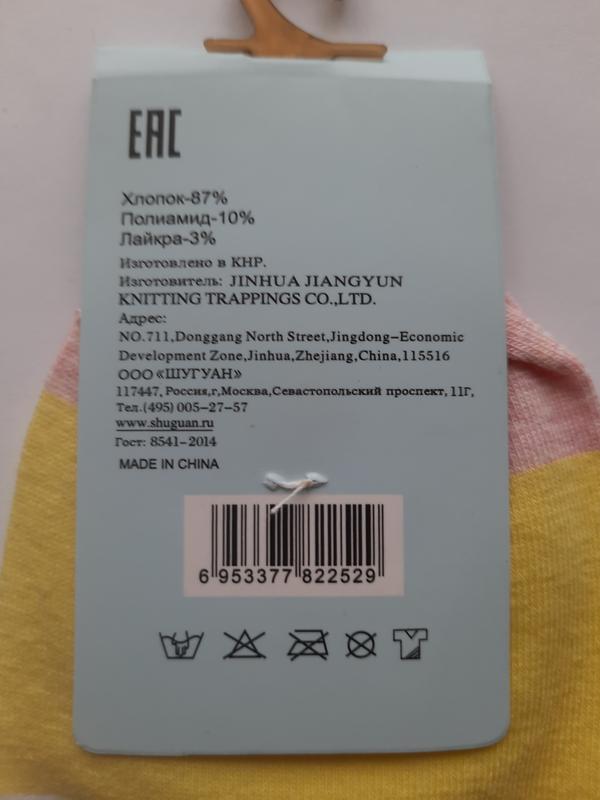 EAC
Хлопок-87%
Полиамид-10%
Лайкра-3%
Изготовлено в КНР.
Изготовитель: JINHUA JIANGYUN
KNITTING TRAPPINGS CO.,LTD.
Адрес:
NO.711,Donggang North Street,Jingdong-Economic
Development Zone,Jinhua,Zhejiang,China,115516
ООО «ШУГУАН»
117447, Россия,г,Москва,Севастопольский проспект, 11Г,
Тел.(495) 005-27-57
www.shuguan.ru
Гост: 8541-2014
MADE IN CHINA
6 953377 822529